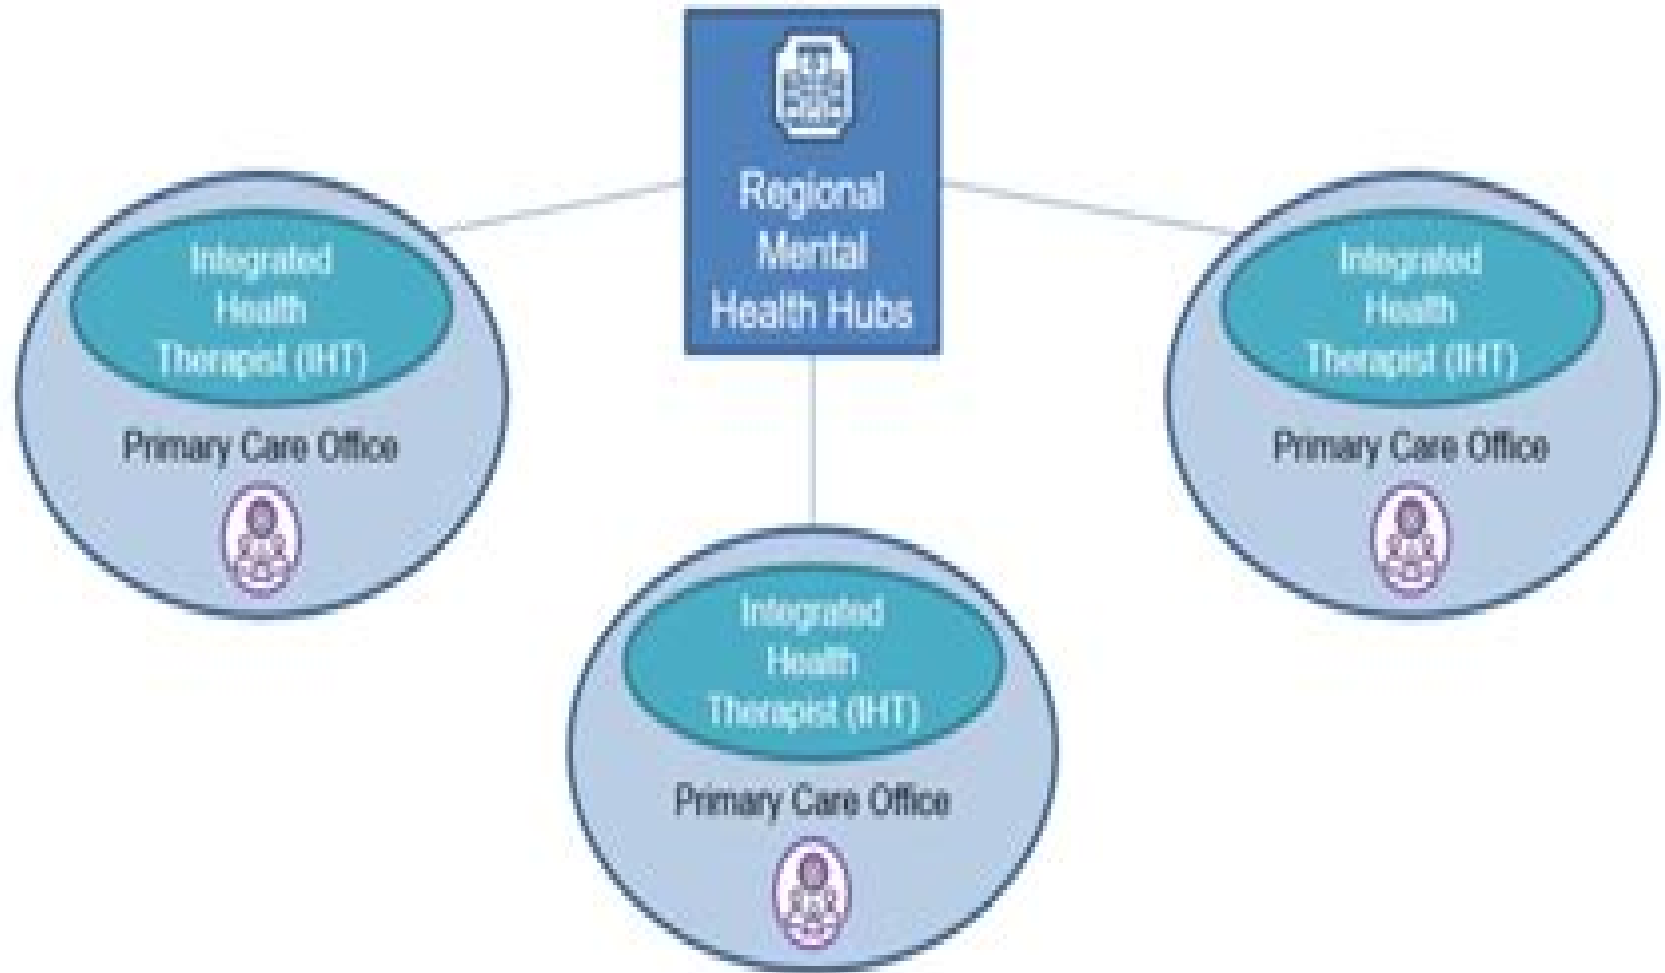 Regional
Mental
Health Hubs
Integrated
Health
Therapist (IHT)
Primary Care Office
Integrated
Health
Therapist (IHT)
Primary Care Office
Integrated
Health
Therapist (IHT)
Primary Care Office